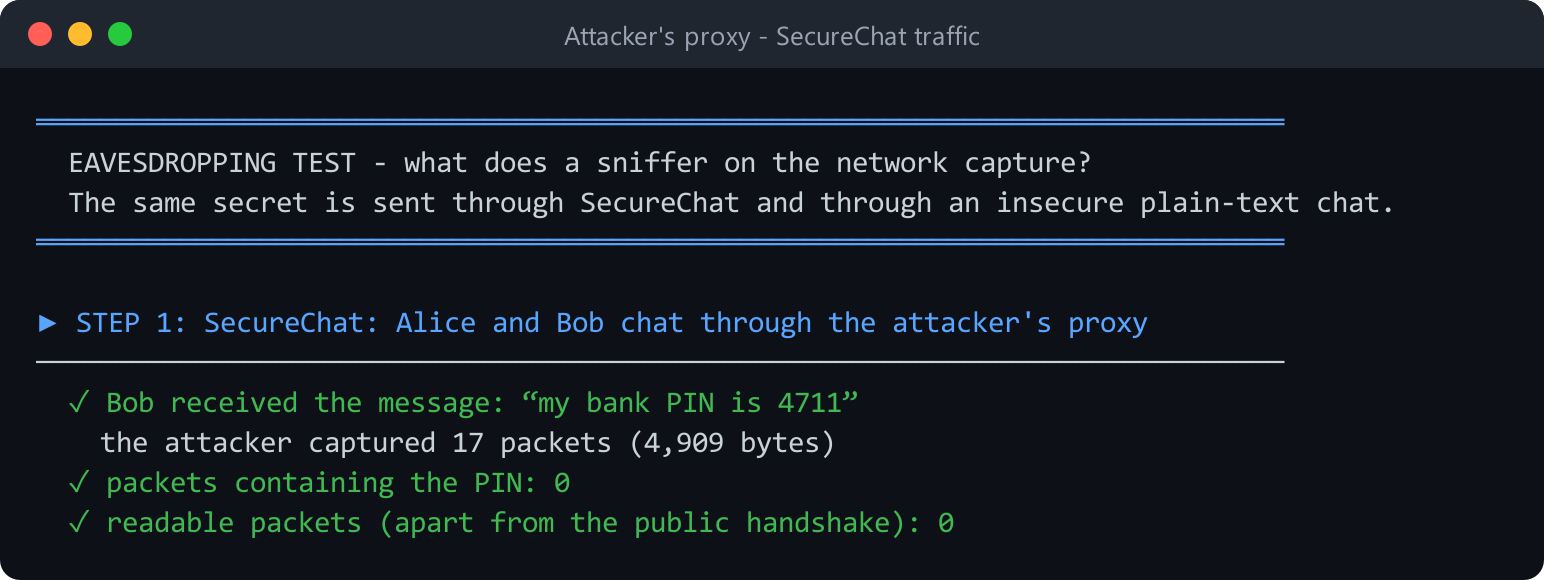 Attacker's proxy - SecureChat traffic
EAVESDROPPING TEST - what does a sniffer on the network capture?
The same secret is sent through SecureChat and through an insecure plain-text chat.
▶ STEP 1: SecureChat: Alice and Bob chat through the attacker's proxy
✓ Bob received the message: “my bank PIN is 4711”
the attacker captured 17 packets (4,909 bytes)
✓ packets containing the PIN: 0
✓ readable packets (apart from the public handshake): 0